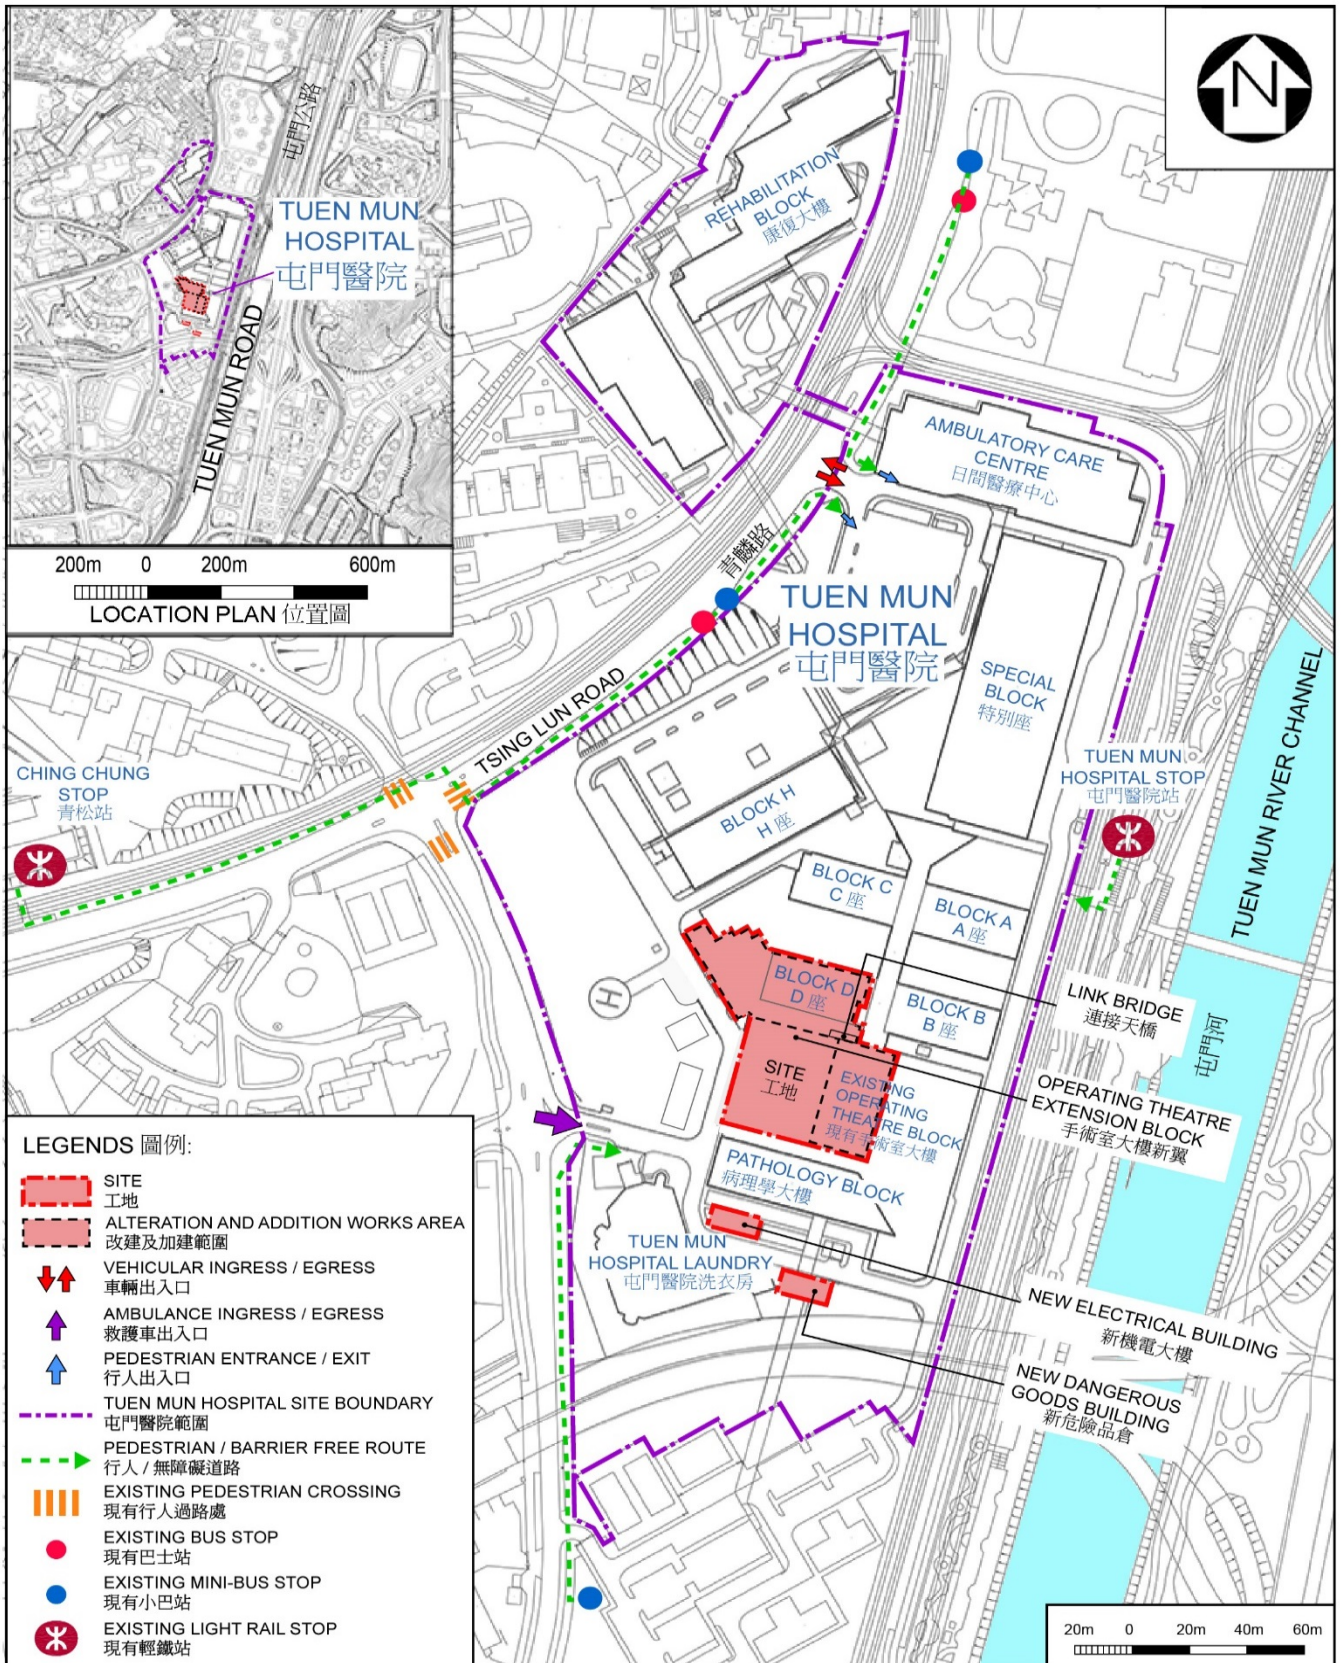 屯門公路
TUEN MUN
HOSPITAL
屯門醫院
TUEN MUN ROAD
200m 0 200m 600m
LOCATION PLAN 位置圖
N
REHABILITATION
BLOCK
康復大樓
AMBULATORY CARE
CENTRE
日間醫療中心
青麟路
TSING LUN ROAD
TUEN MUN
HOSPITAL
屯門醫院
SPECIAL
BLOCK
特別座
TUEN MUN
HOSPITAL STOP
屯門醫院站
TUEN MUN RIVER CHANNEL
屯門河
CHING CHUNG
STOP
青松站
BLOCK H
H 座
BLOCK C
C 座
BLOCK A
A 座
BLOCK D
D 座
BLOCK B
B 座
H
LINK BRIDGE
連接天橋
SITE
工地
EXISTING
OPERATING
THEATRE BLOCK
現有手術室大樓
OPERATING THEATRE
EXTENSION BLOCK
手術室大樓新翼
PATHOLOGY BLOCK
病理學大樓
TUEN MUN
HOSPITAL LAUNDRY
屯門醫院洗衣房
NEW ELECTRICAL BUILDING
新機電大樓
NEW DANGEROUS
GOODS BUILDING
新危險品倉
LEGENDS 圖例:
SITE
工地
ALTERATION AND ADDITION WORKS AREA
改建及加建範圍
VEHICULAR INGRESS / EGRESS
車輛出入口
AMBULANCE INGRESS / EGRESS
救護車出入口
PEDESTRIAN ENTRANCE / EXIT
行人出入口
TUEN MUN HOSPITAL SITE BOUNDARY
屯門醫院範圍
PEDESTRIAN / BARRIER FREE ROUTE
行人 / 無障礙道路
EXISTING PEDESTRIAN CROSSING
現有行人過路處
EXISTING BUS STOP
現有巴士站
EXISTING MINI-BUS STOP
現有小巴站
EXISTING LIGHT RAIL STOP
現有輕鐵站
20m 0 20m 40m 60m